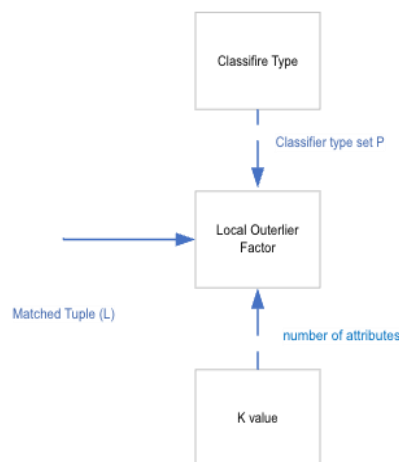 Classifire Type
Classifier type set P
Local Outerlier
Factor
Matched Tuple (L)
number of attributes
K value